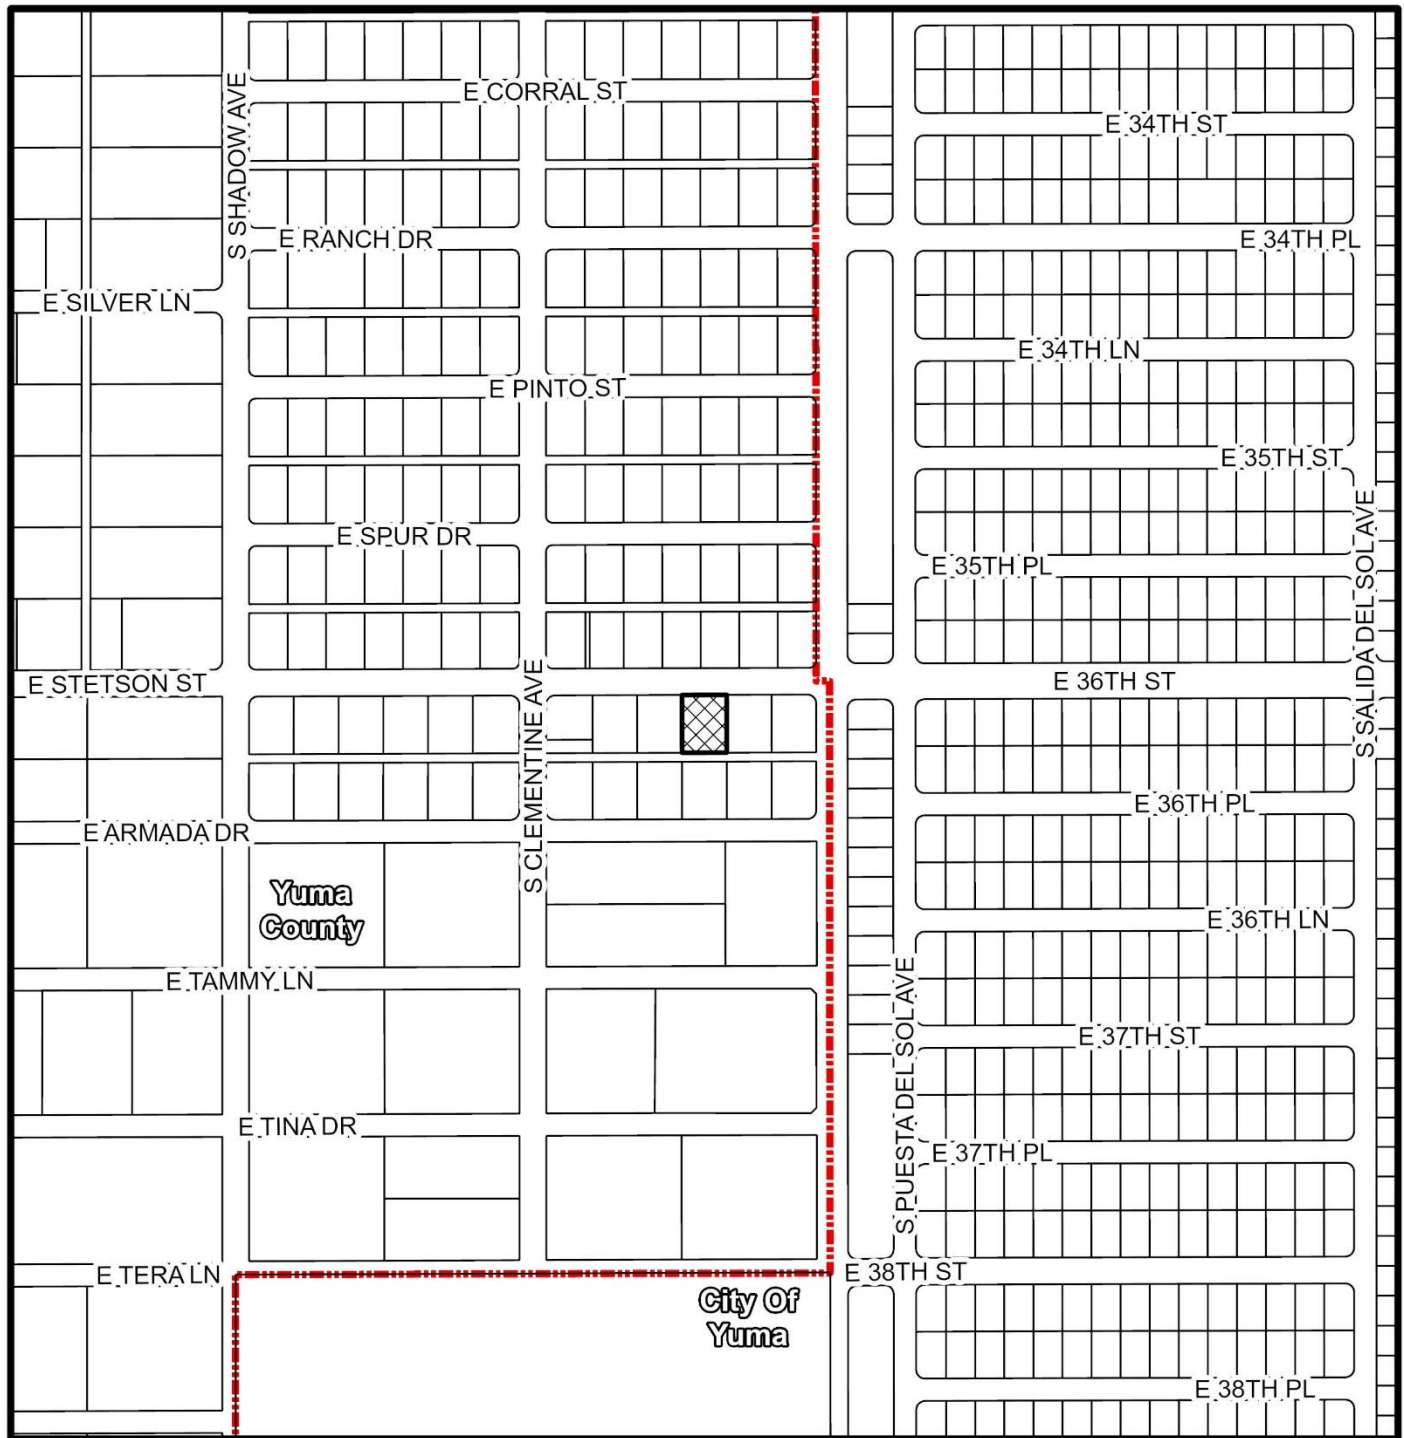 E CORRAL ST
S SHADOW AVE
E 34TH ST
E RANCH DR
E 34TH PL
E SILVER LN
E 34TH LN
E PINTO ST
E 35TH ST
E SPUR DR
E 35TH PL
S SALIDA DEL SOL AVE
E STETSON ST
E 36TH ST
S CLEMENTINE AVE
E 36TH PL
E ARMADA DR
Yuma
County
E 36TH LN
E TAMMY LN
S PUESTA DEL SOL AVE
E 37TH ST
E TINA DR
E 37TH PL
E TERA LN
E 38TH ST
City Of
Yuma
E 38TH PL